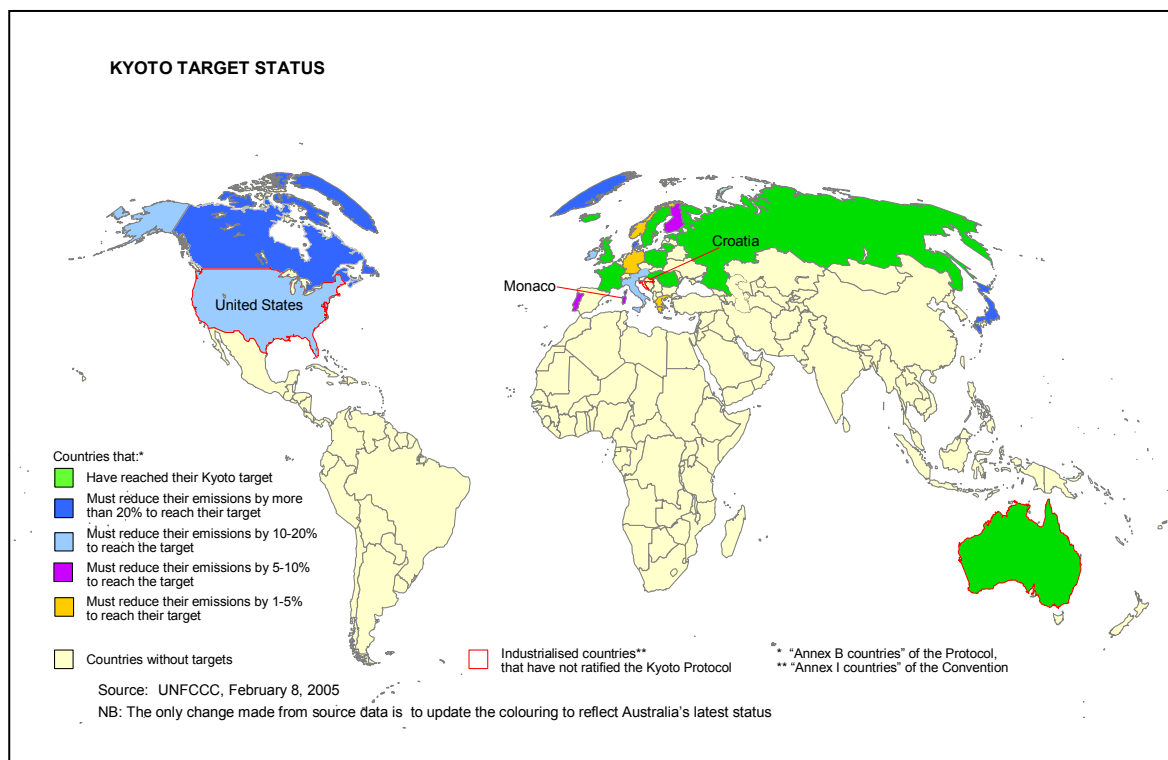 KYOTO TARGET STATUS
Croatia
Monaco
United States
Countries that:*
Have reached their Kyoto target
Must reduce their emissions by more
than 20% to reach their target
Must reduce their emissions by 10-20%
to reach the target
Must reduce their emissions by 5-10%
to reach the target
Must reduce their emissions by 1-5%
to reach their target
Countries without targets
Industrialised countries**
that have not ratified the Kyoto Protocol
* "Annex B countries" of the Protocol,
** "Annex I countries" of the Convention
Source: UNFCCC, February 8, 2005
NB: The only change made from source data is to update the colouring to reflect Australia's latest status